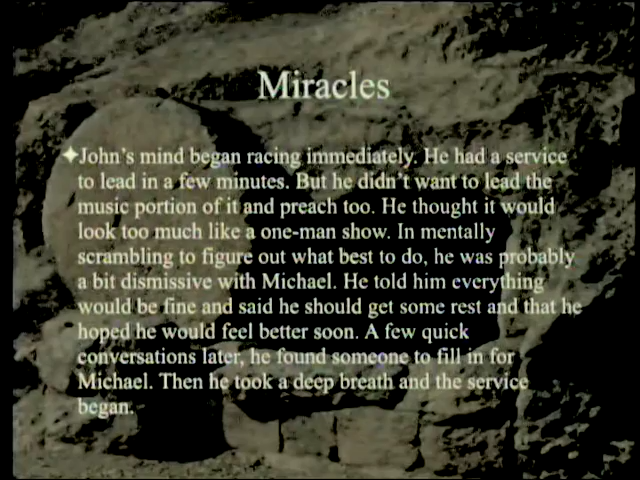 Miracles
✦John's mind began racing immediately. He had a service
to lead in a few minutes. But he didn't want to lead the
music portion of it and preach too. He thought it would
look too much like a one-man show. In mentally
scrambling to figure out what best to do, he was probably
a bit dismissive with Michael. He told him everything
would be fine and said he should get some rest and that he
hoped he would feel better soon. A few quick
conversations later, he found someone to fill in for
Michael. Then he took a deep breath and the service
began.